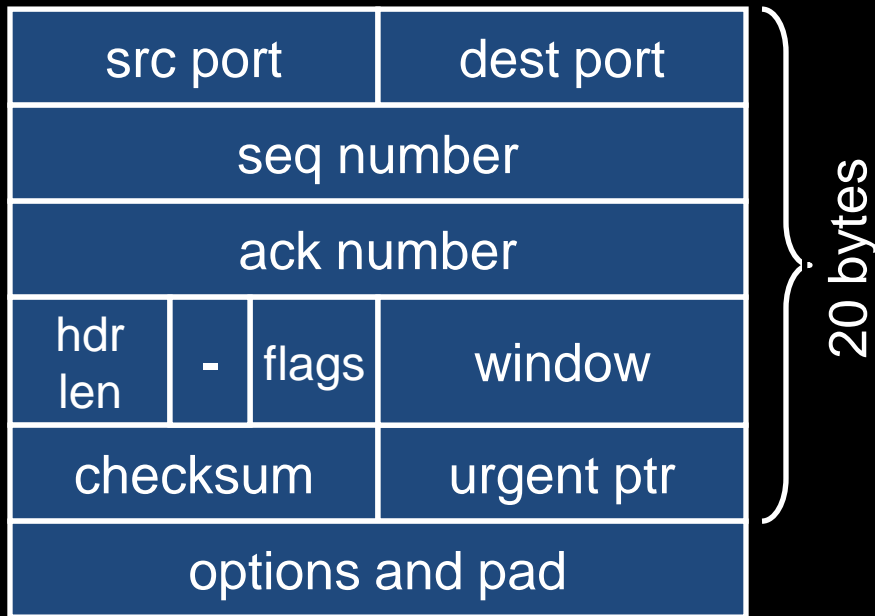 src port
dest port
seq number
ack number
hdr
len
-
flags
window
checksum
urgent ptr
options and pad
20 bytes